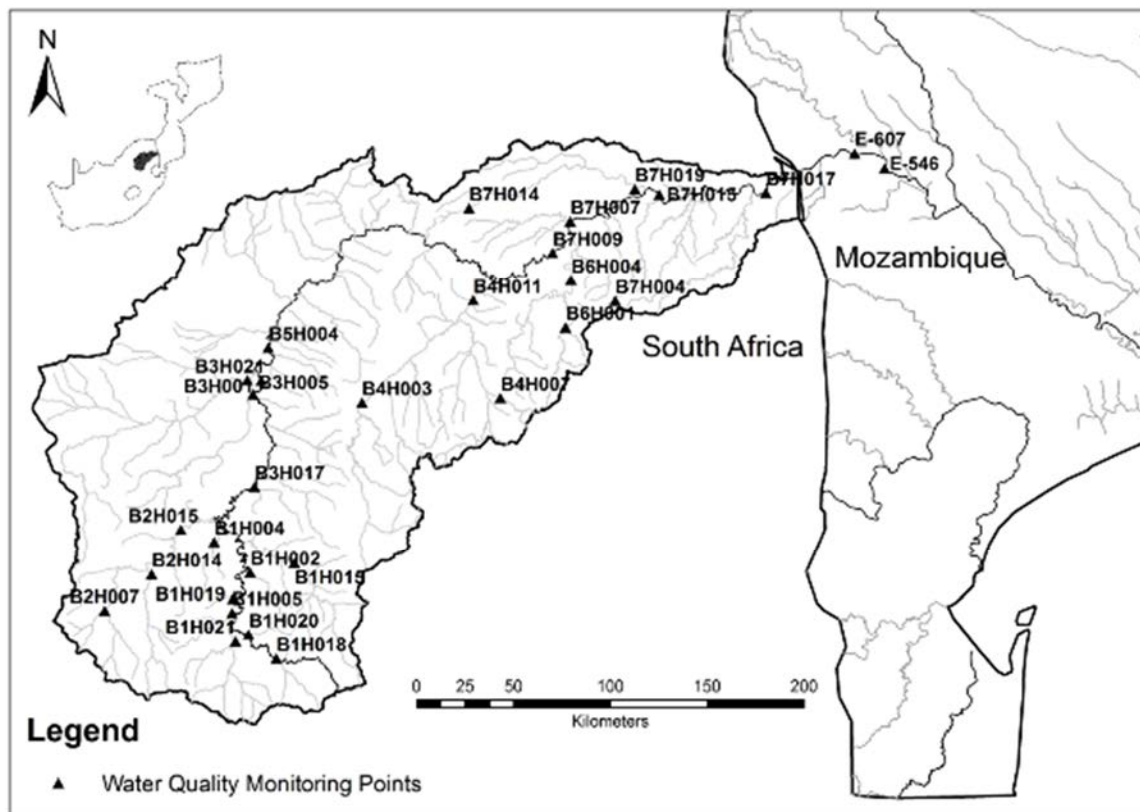 N
E-607
E-546
B7H019
B7H017
B7H014
B7H015
B7H007
B7H009
Mozambique
B6H004
B4H011
B7H004
B6H001
South Africa
B5H004
B3H021
B3H001
B3H005
B4H003
B4H007
B3H017
B2H015
B1H004
B1H002
B2H014
B1H015
B2H007
B1H019
B1H005
B1H021
B1H020
B1H018
0 25 50 100 150 200
Kilometers
Legend
Water Quality Monitoring Points